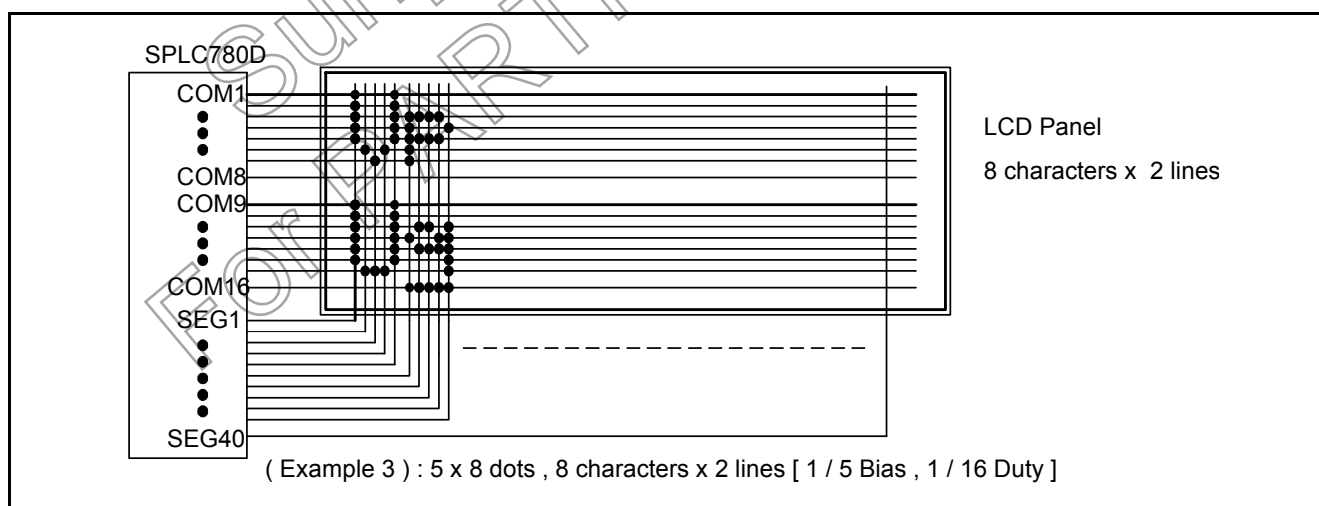 SPLC780D
COM1
COM8
COM9
COM16
SEG1
SEG40
LCD Panel
8 characters x 2 lines
( Example 3 ) : 5 x 8 dots , 8 characters x 2 lines [ 1 / 5 Bias , 1 / 16 Duty ]